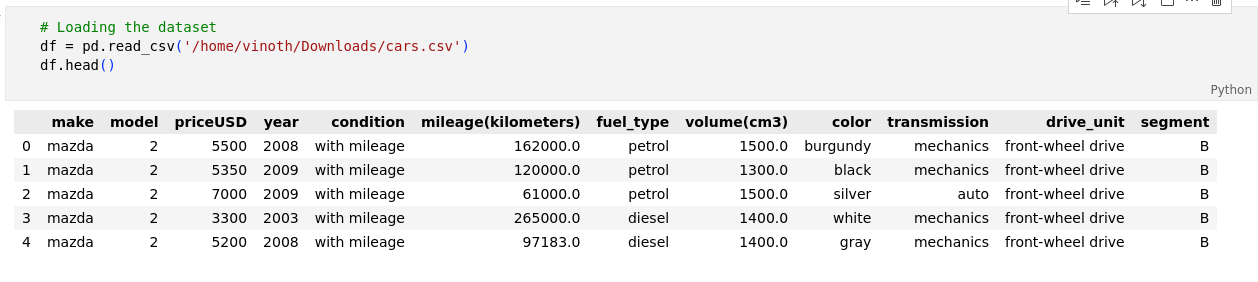 # Loading the dataset
df = pd.read_csv('/home/vinoth/Downloads/cars.csv')
df.head()
Python
make model priceUSD year condition mileage(kilometers) fuel_type volume(cm3) color transmission drive_unit segment
0 mazda 2 5500 2008 with mileage 162000.0 petrol 1500.0 burgundy mechanics front-wheel drive B
1 mazda 2 5350 2009 with mileage 120000.0 petrol 1300.0 black mechanics front-wheel drive B
2 mazda 2 7000 2009 with mileage 61000.0 petrol 1500.0 silver auto front-wheel drive B
3 mazda 2 3300 2003 with mileage 265000.0 diesel 1400.0 white mechanics front-wheel drive B
4 mazda 2 5200 2008 with mileage 97183.0 diesel 1400.0 gray mechanics front-wheel drive B